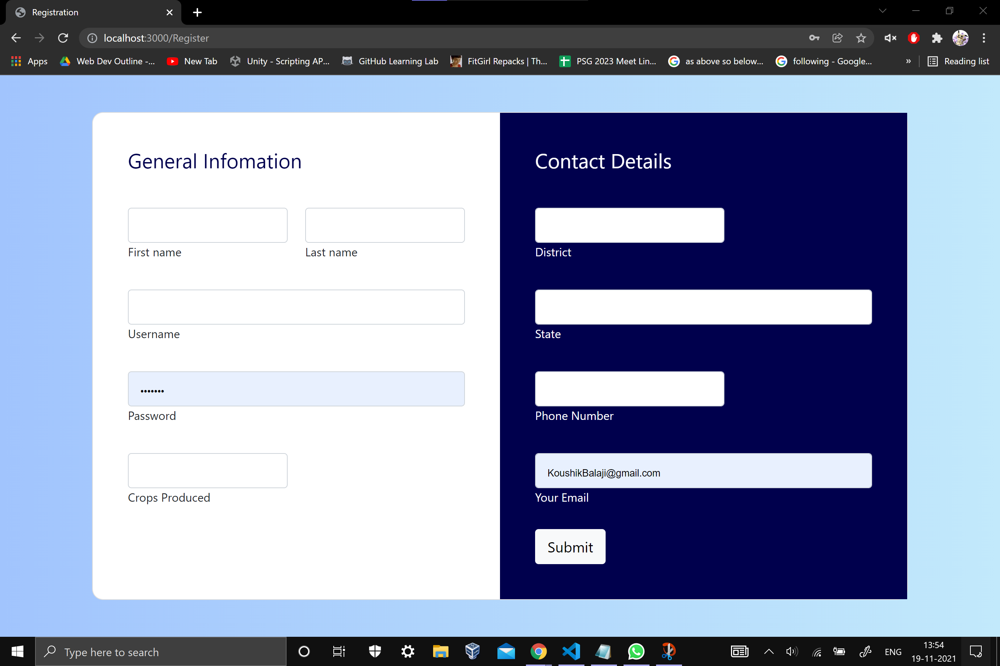 Registration
localhost:3000/Register
Apps
Web Dev Outline -...
New Tab
Unity - Scripting AP...
GitHub Learning Lab
FitGirl Repacks | Th...
PSG 2023 Meet Lin...
as above so below...
following - Google...
»
Reading list
General Infomation
First name
Last name
Username
•••••••
Password
Crops Produced
Contact Details
District
State
Phone Number
KoushikBalaji@gmail.com
Your Email
Submit
Type here to search
ENG
13:54
19-11-2021